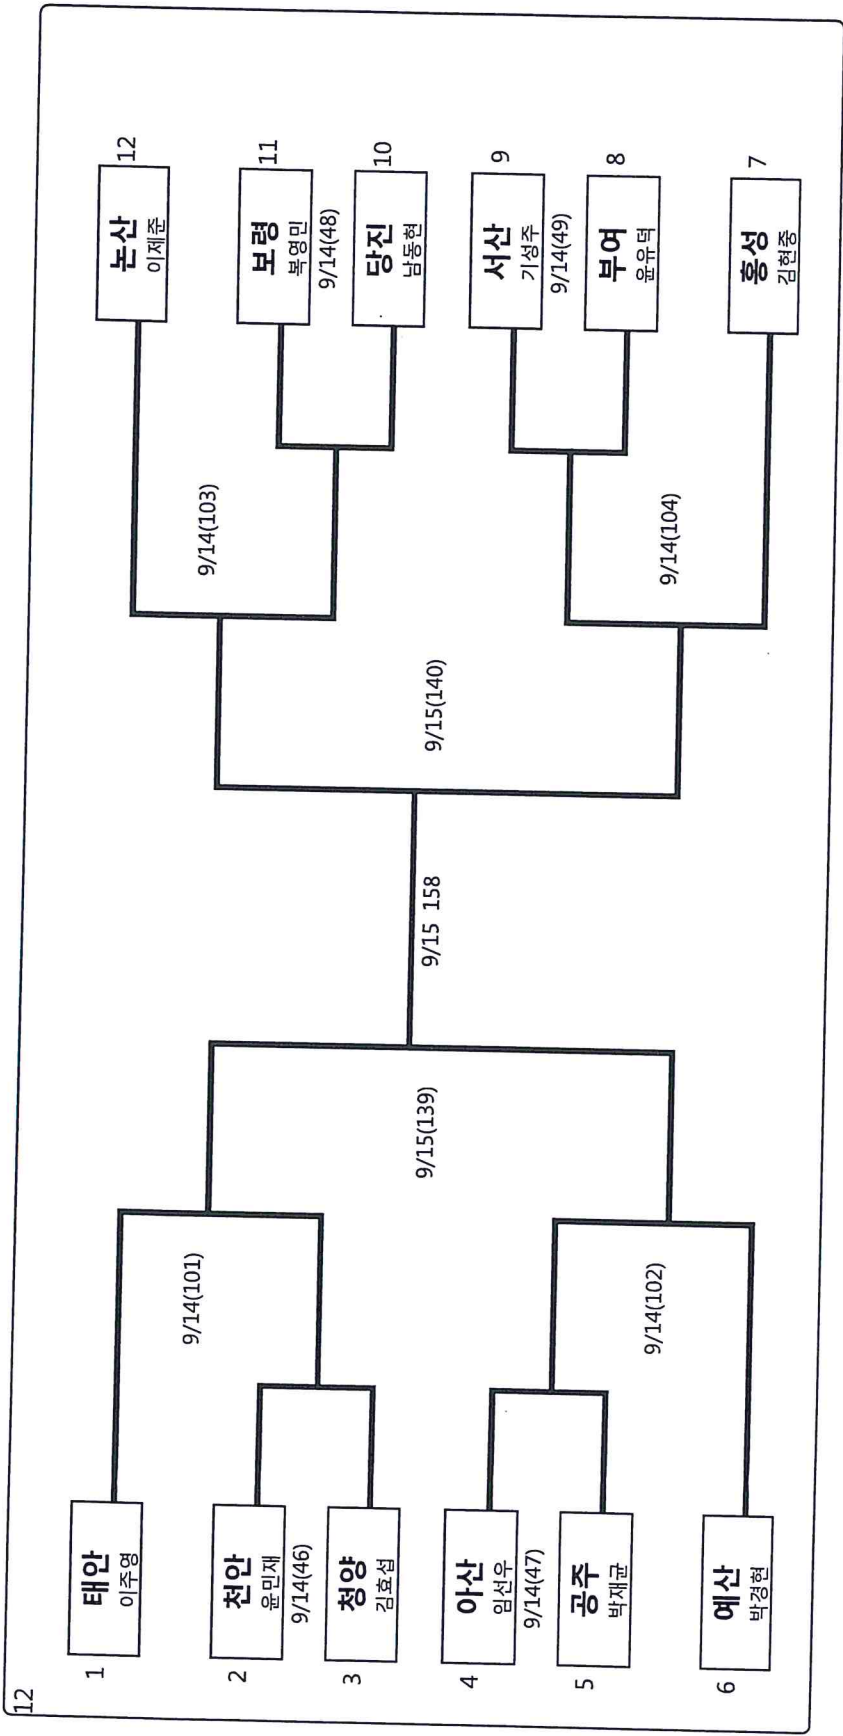 12
1
태안
이주영
2
천안
윤민재
9/14(46)
3
청양
김효섭
4
아산
임선우
9/14(47)
5
공주
박재균
6
예산
박경현
9/14(101)
9/14(102)
9/15(139)
9/15 158
9/15(140)
9/14(103)
9/14(104)
논산
이제준
12
보령
복영민
11
9/14(48)
당진
남동현
10
서산
기성주
9
9/14(49)
부여
윤유덕
8
홍성
김현중
7